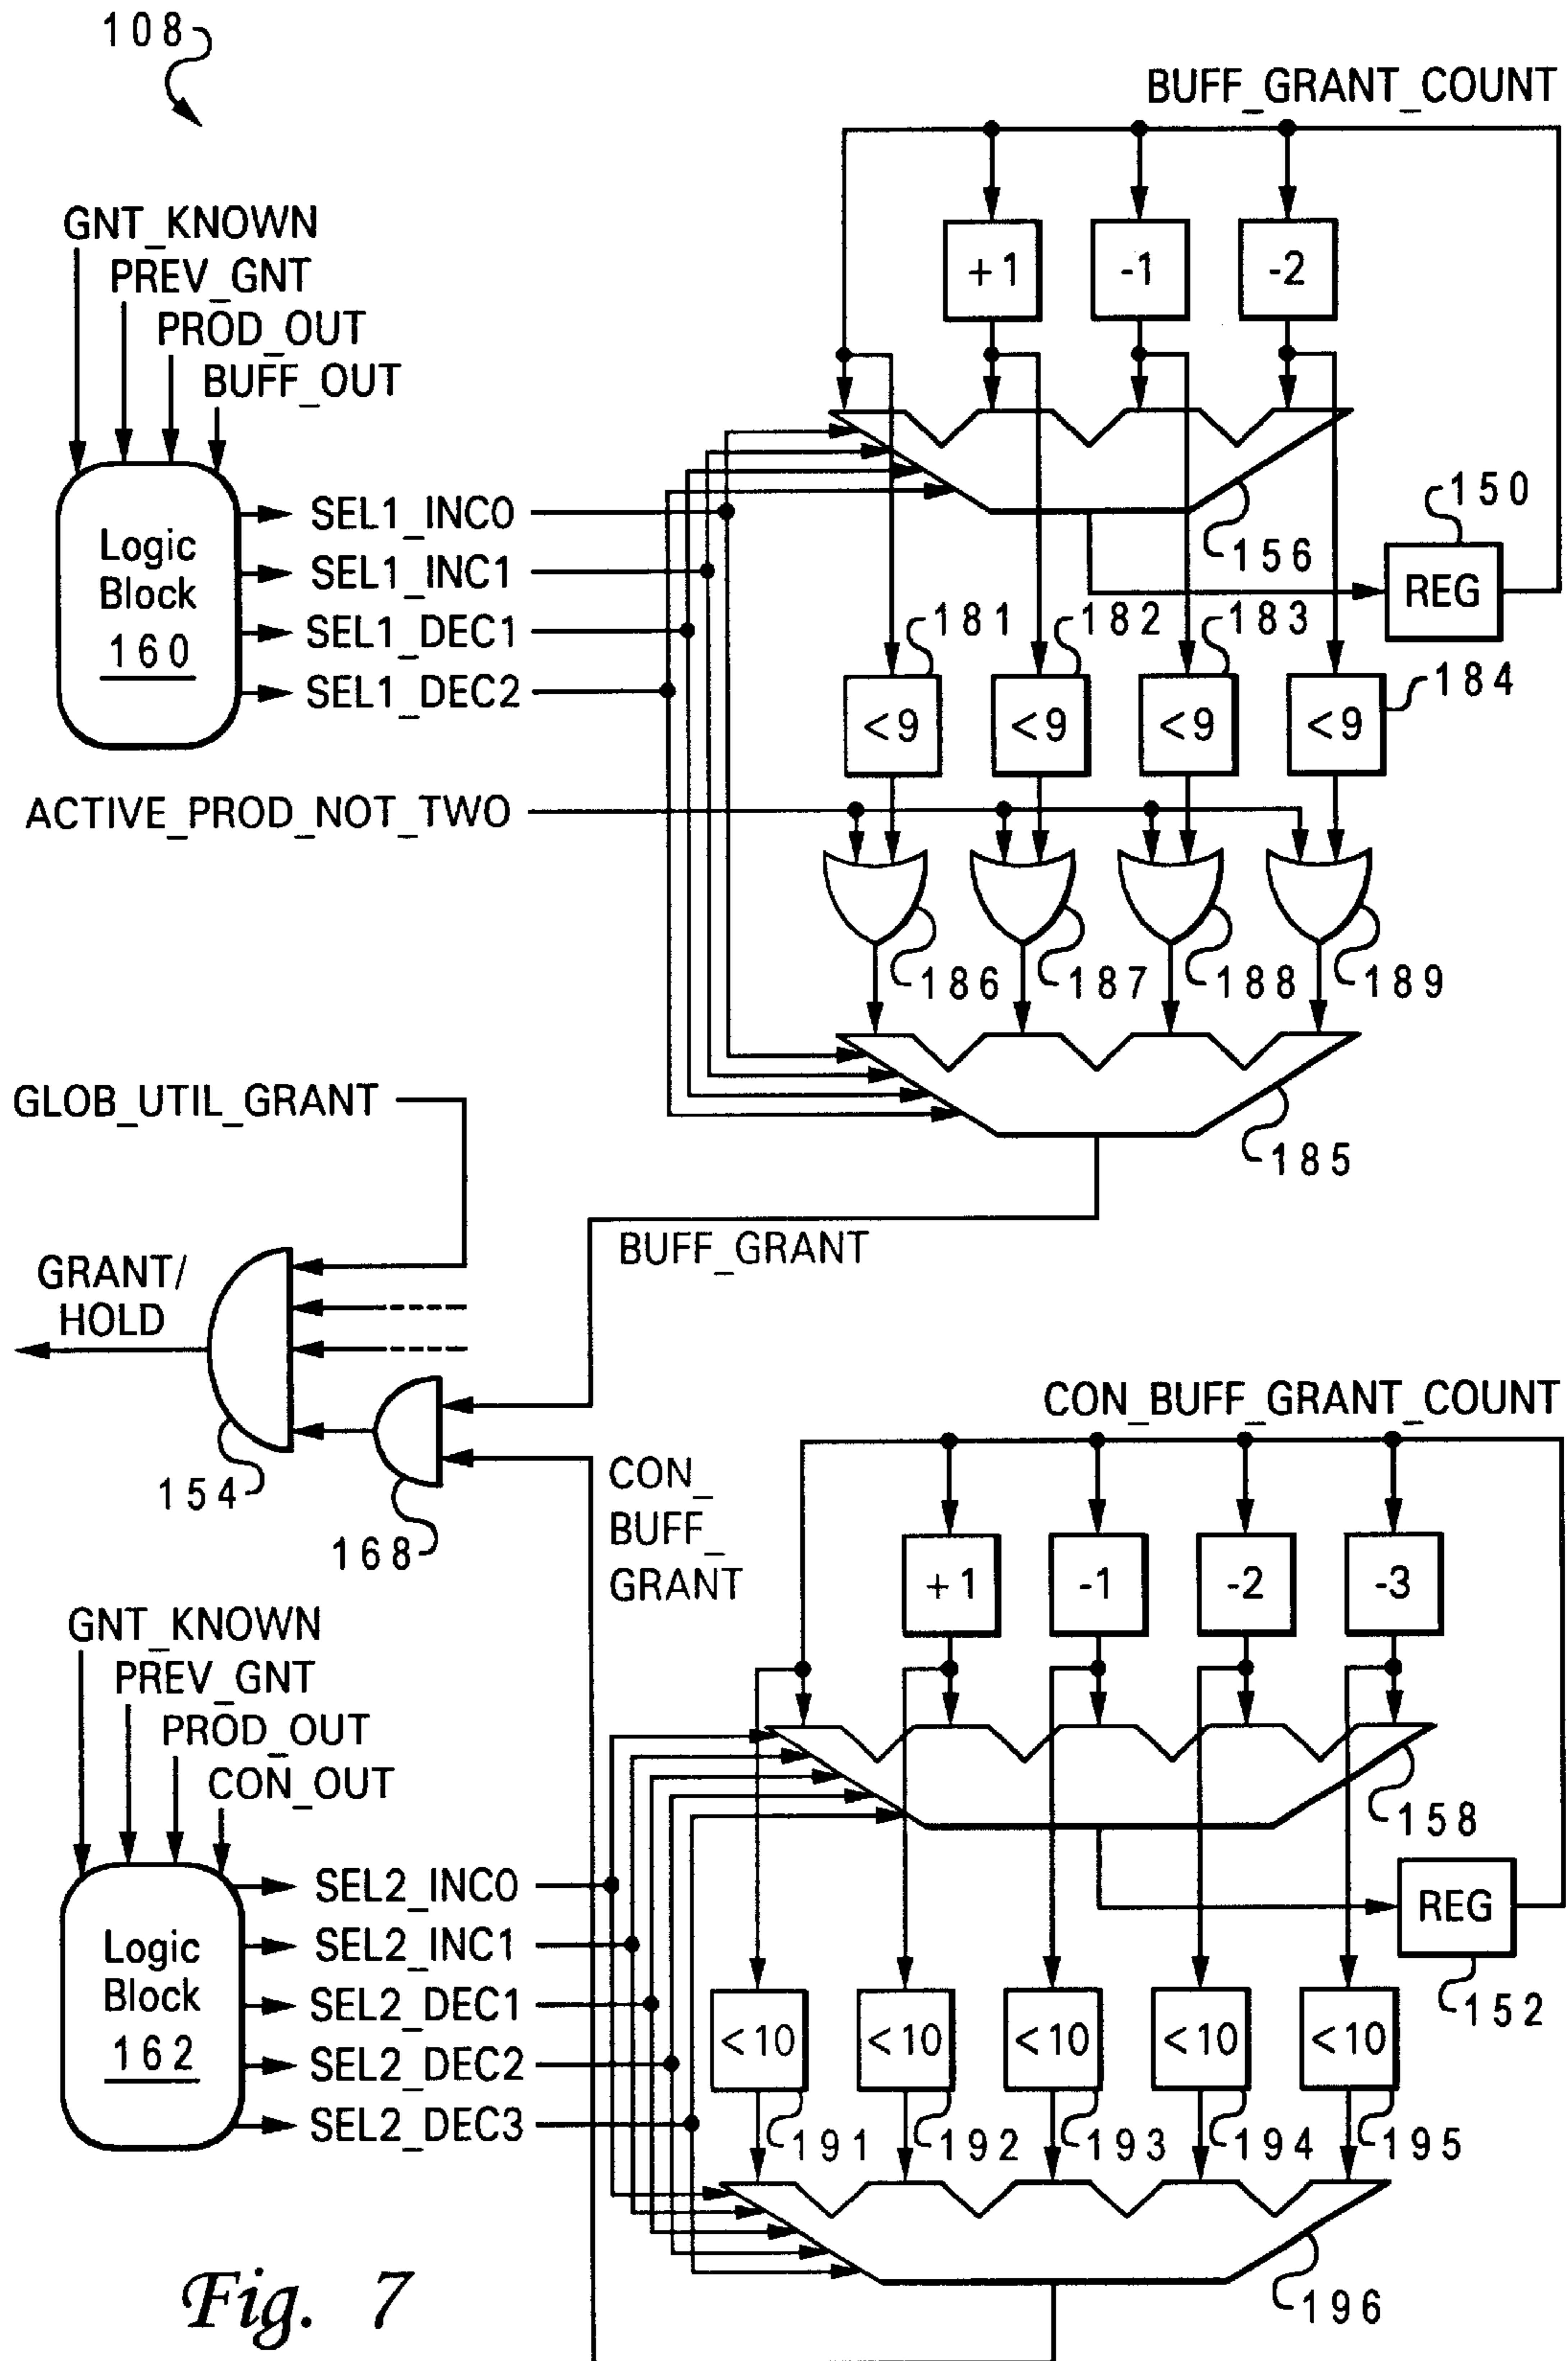 108
BUFF_GRANT_COUNT
GNT_KNOWN
PREV_GNT
PROD_OUT
BUFF_OUT
+1
-1
-2
Logic
Block
160
SEL1_INC0
SEL1_INC1
SEL1_DEC1
SEL1_DEC2
156
150
REG
181
182
183
184
<9
<9
<9
<9
ACTIVE_PROD_NOT_TWO
186
187
188
189
185
GLOB_UTIL_GRANT
BUFF_GRANT
GRANT/
HOLD
154
168
CON_
BUFF_
GRANT
CON_BUFF_GRANT_COUNT
+1
-1
-2
-3
GNT_KNOWN
PREV_GNT
PROD_OUT
CON_OUT
Logic
Block
162
SEL2_INC0
SEL2_INC1
SEL2_DEC1
SEL2_DEC2
SEL2_DEC3
158
REG
152
<10
<10
<10
<10
<10
191
192
193
194
195
196
Fig. 7